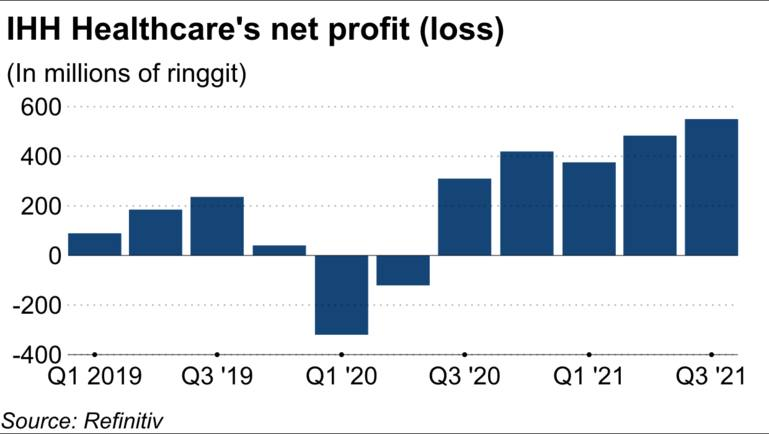 IHH Healthcare's net profit (loss)
(In millions of ringgit)
600
400
200
0
-200
-400
Q1 2019 Q3 '19 Q1 '20 Q3 '20 Q1 '21 Q3 '21
Source: Refinitiv